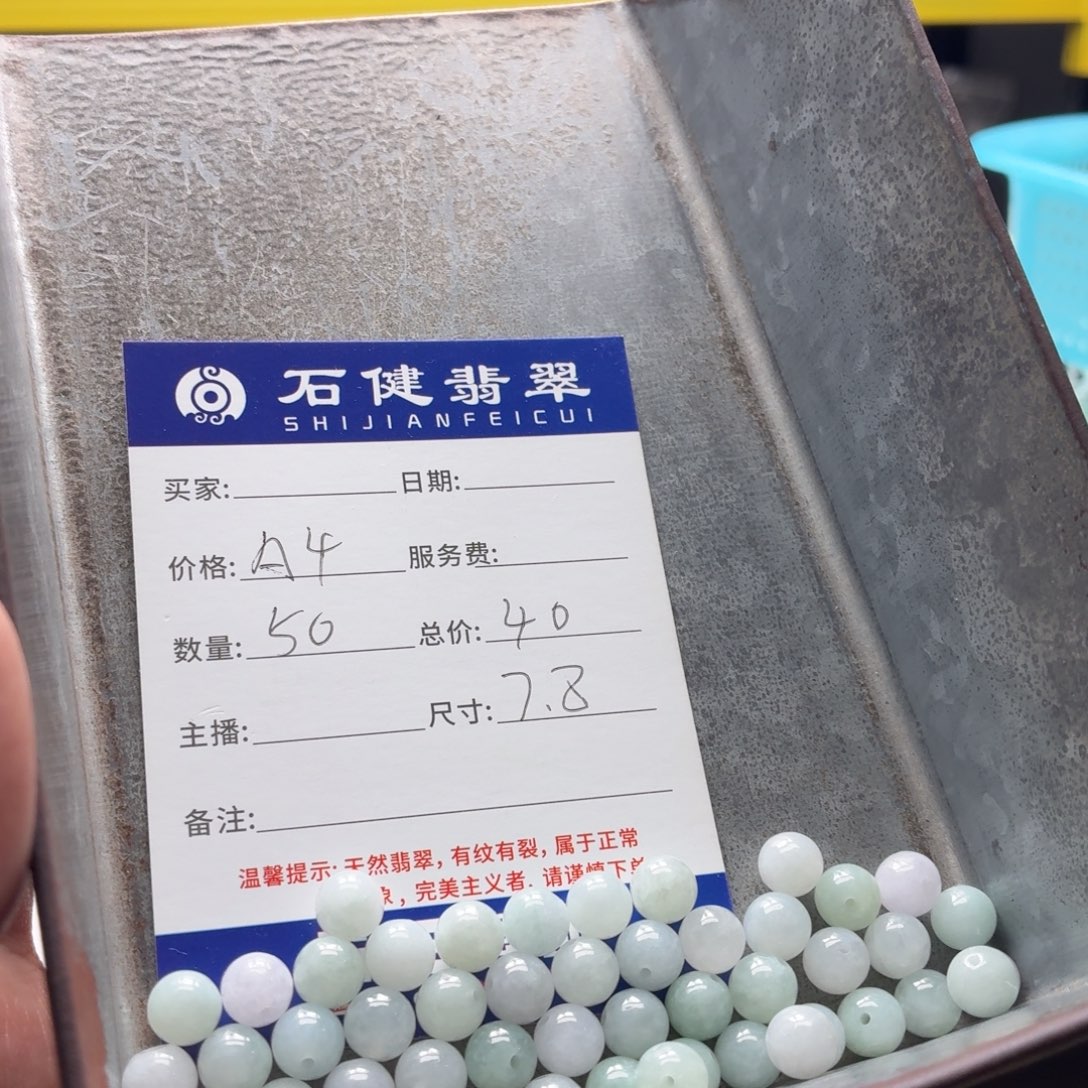 石健翡翠
SHIJIANFEICUI
买家: 日期:
价格: A4 服务费:
数量: 50 总价: 40
主播: 尺寸: 7.8
备注:
温馨提示: 天然翡翠, 有纹有裂, 属于正常
象, 完美主义者. 请谨慎下单